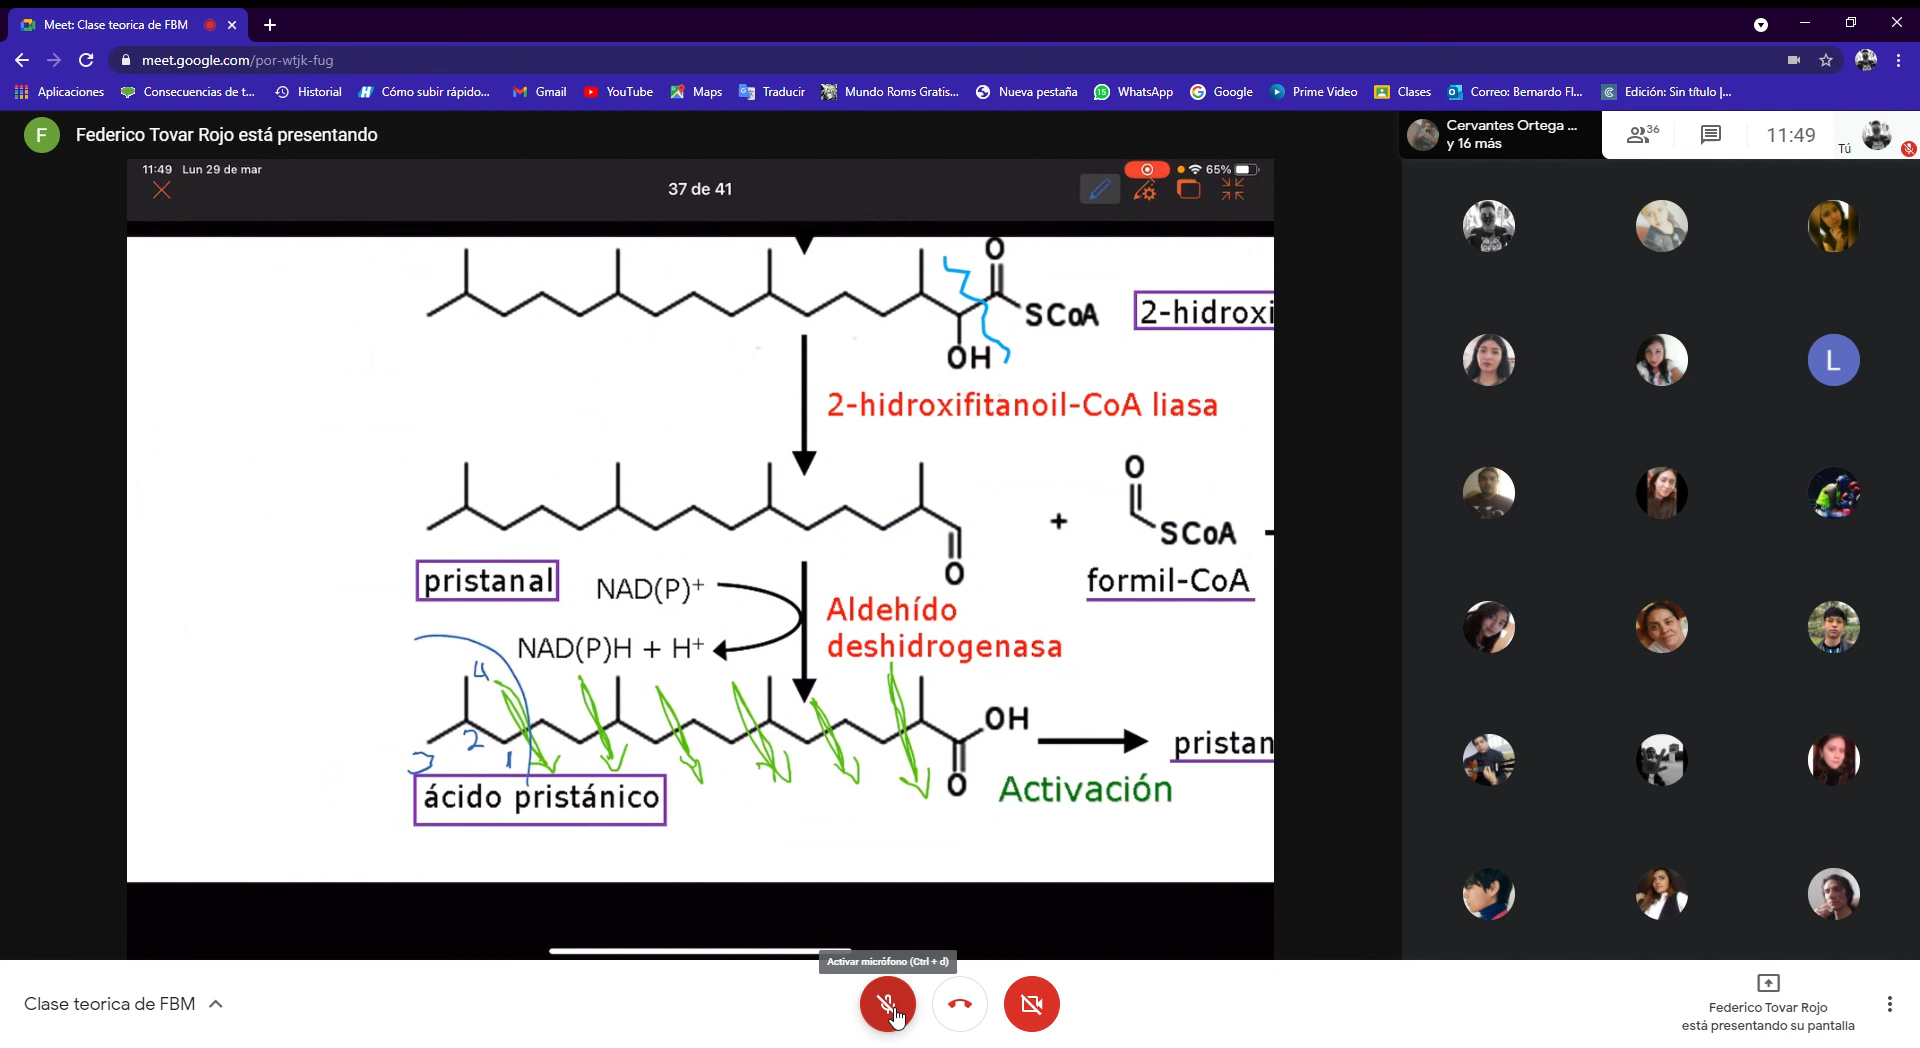 Meet: Clase teorica de FBM
meet.google.com/por-wtjk-fug
Aplicaciones Consecuencias de t... Historial Cómo subir rápido... Gmail YouTube Maps Traducir Mundo Roms Gratis... Nueva pestaña WhatsApp Google Prime Video Clases Correo: Bernardo Fl... Edición: Sin título |...
F Federico Tovar Rojo está presentando
Cervantes Ortega ...
y 16 más
36
11:49
Tú
11:49 Lun 29 de mar
65%
37 de 41
O
SCoA
2-hidroxi
OH
2-hidroxifitanoil-CoA liasa
O
+
SCoA
O
pristanal
NAD(P)+
formil-CoA
Aldehído
NAD(P)H + H+
deshidrogenasa
4
OH
2
3
1
pristan
O
ácido pristánico
Activación
L
Activar micrófono (Ctrl + d)
Clase teorica de FBM
Federico Tovar Rojo
está presentando su pantalla